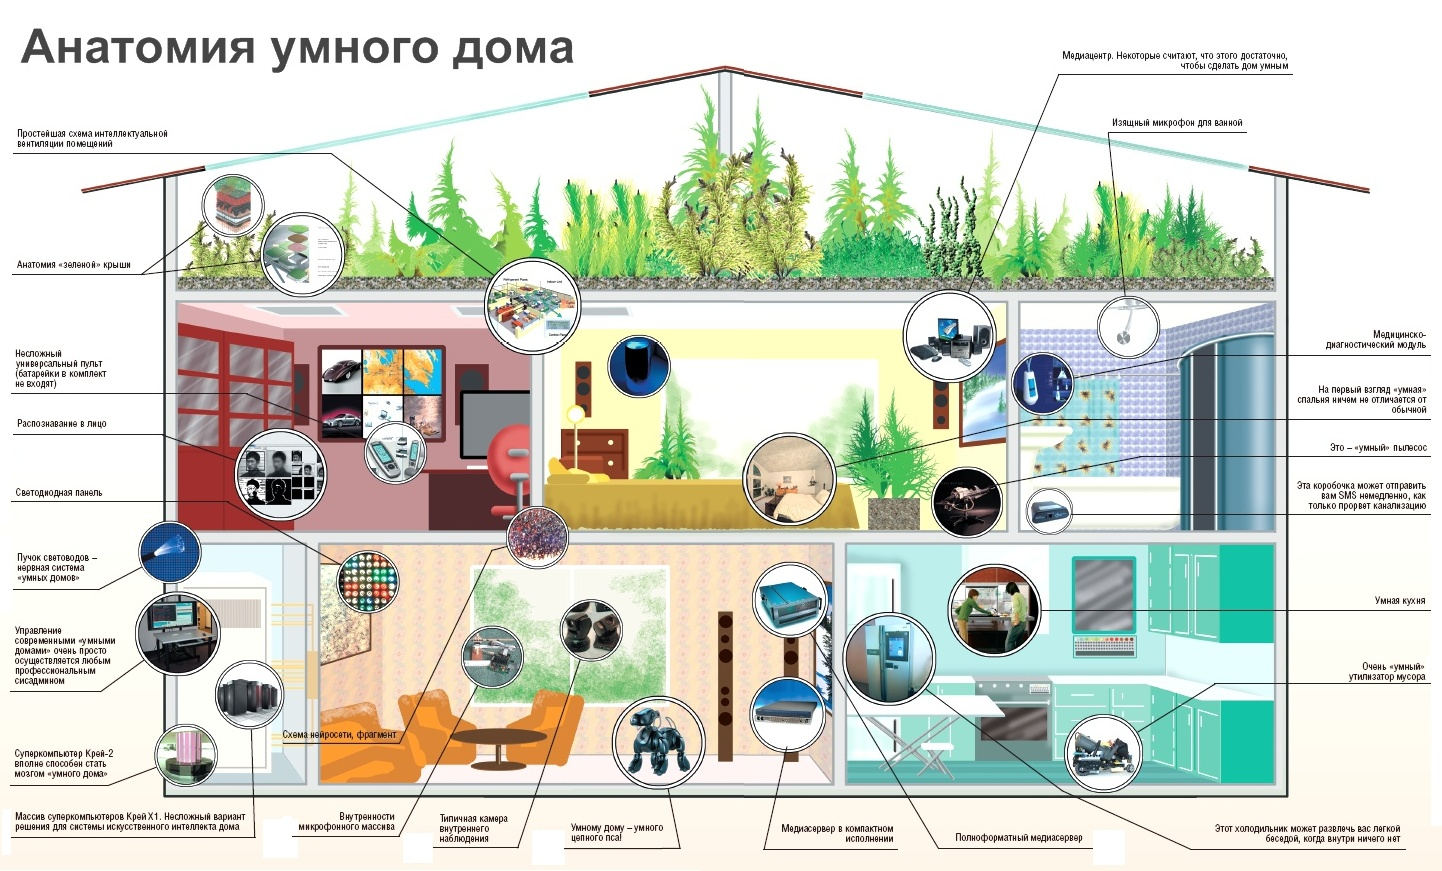 Анатомия умного дома
Медиацентр. Некоторые считают, что этого достаточно,
чтобы сделать дом умным
Изящный микрофон для ванной
Простейшая схема интеллектуальной
вентиляции помещений
Анатомия «зеленой» крыши
Несложный
универсальный пульт
(батарейки в комплект
не входят)
Распознавание в лицо
Светодиодная панель
Пучок световодов –
нервная система
«умных домов»
Управление
современными «умными
домами» очень просто
осуществляется любым
профессиональным
сисадмином
Суперкомпьютер Крей-2
вполне способен стать
мозгом «умного дома»
Массив суперкомпьютеров Крей X1. Несложный вариант
решения для системы искусственного интеллекта дома
Схема нейросети, фрагмент
Внутренности
микрофонного массива
Типичная камера
внутреннего
наблюдения
Умному дому – умного
цепного пса!
Медиасервер в компактном
исполнении
Полноформатный медиасервер
Этот холодильник может развлечь вас легкой
беседой, когда внутри ничего нет
Медицинско-
диагностический модуль
На первый взгляд «умная»
спальня ничем не отличается от
обычной
Это – «умный» пылесос
Эта коробочка может отправить
вам SMS немедленно, как
только прорвет канализацию
Умная кухня
Очень «умный»
утилизатор мусора